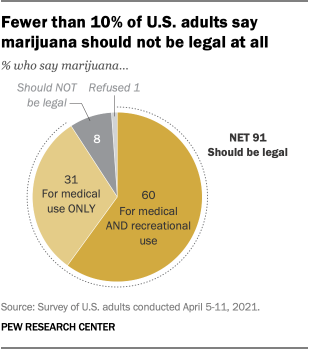 Fewer than 10% of U.S. adults say
marijuana should not be legal at all
% who say marijuana...
Should NOT
be legal
Refused 1
8
NET 91
Should be legal
31
For medical
use ONLY
60
For medical
AND recreational
use
Source: Survey of U.S. adults conducted April 5-11, 2021.
PEW RESEARCH CENTER